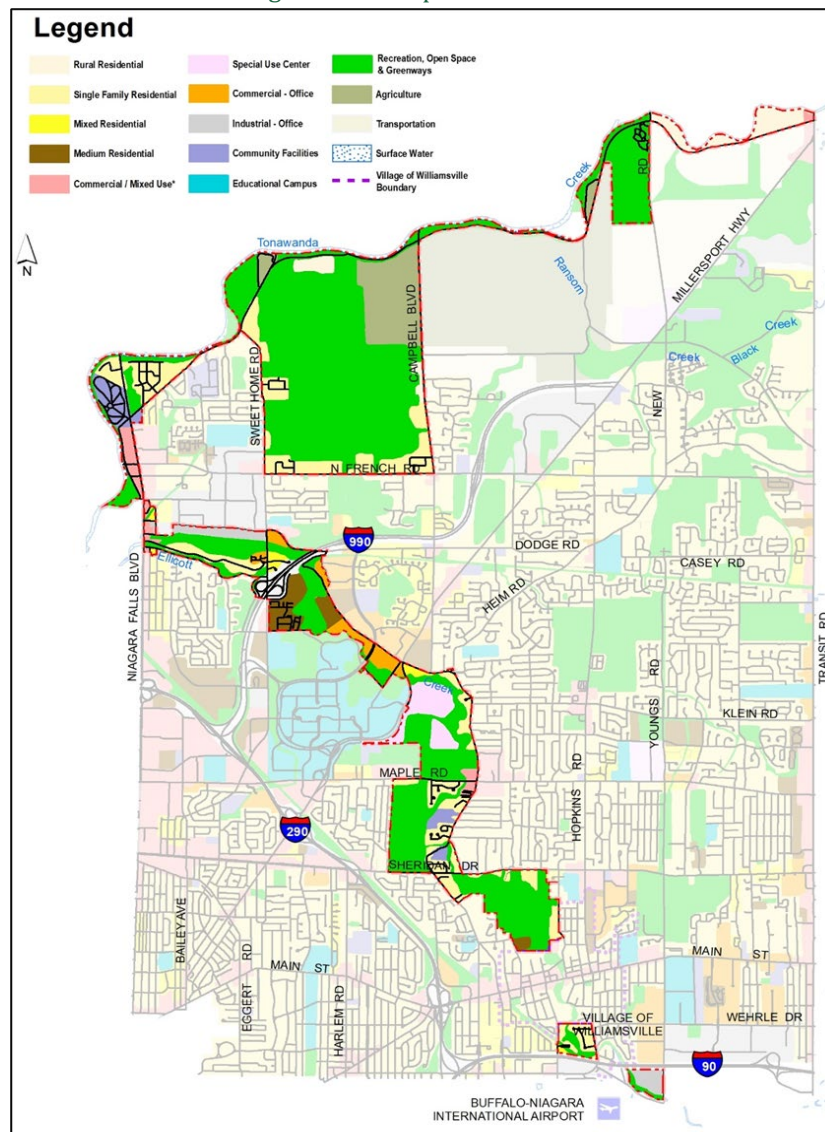 Legend
Rural Residential
Single Family Residential
Mixed Residential
Medium Residential
Commercial / Mixed Use*
Special Use Center
Commercial - Office
Industrial - Office
Community Facilities
Educational Campus
Recreation, Open Space
& Greenways
Agriculture
Transportation
Surface Water
Village of Williamsville
Boundary
N
Tonawanda
Creek
RD
Ransom
MILLERSPORT HWY
Creek
Black
Creek
SWEET HOME RD
CAMPBELL BLVD
NEW
N FRENCH RD
990
DODGE RD
CASEY RD
Ellicott
HEIM RD
NIAGARA FALLS BLVD
TRANSIT RD
Creek
YOUNGS RD
KLEIN RD
MAPLE RD
HOPKINS RD
290
SHERIDAN DR
BAILEY AVE
EGGERT RD
MAIN ST
HARLEM RD
MAIN ST
VILLAGE OF
WILLIAMSVILLE
WEHRLE DR
90
BUFFALO-NIAGARA
INTERNATIONAL AIRPORT